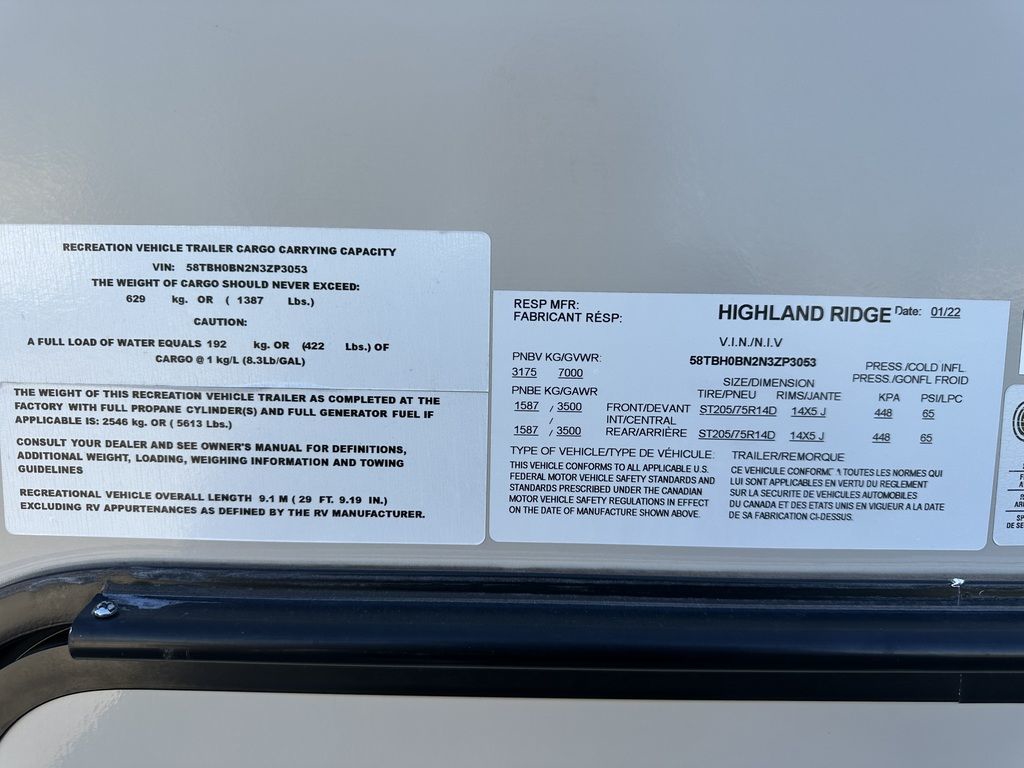 RECREATION VEHICLE TRAILER CARGO CARRYING CAPACITY
VIN: 58TBH0BN2N3ZP3053
THE WEIGHT OF CARGO SHOULD NEVER EXCEED:
629 kg. OR ( 1387 Lbs.)
CAUTION:
A FULL LOAD OF WATER EQUALS 192 kg. OR (422 Lbs.) OF
CARGO @ 1 kg/L (8.3Lb/GAL)
THE WEIGHT OF THIS RECREATION VEHICLE TRAILER AS COMPLETED AT THE
FACTORY WITH FULL PROPANE CYLINDER(S) AND FULL GENERATOR FUEL IF
APPLICABLE IS: 2546 kg. OR ( 5613 Lbs.)
CONSULT YOUR DEALER AND SEE OWNER'S MANUAL FOR DEFINITIONS,
ADDITIONAL WEIGHT, LOADING, WEIGHING INFORMATION AND TOWING
GUIDELINES
RECREATIONAL VEHICLE OVERALL LENGTH 9.1 M ( 29 FT. 9.19 IN.)
EXCLUDING RV APPURTENANCES AS DEFINED BY THE RV MANUFACTURER.
RESP MFR:
FABRICANT RÉSP:
HIGHLAND RIDGE Date: 01/22
V.I.N./N.I.V
58TBH0BN2N3ZP3053
PNBV KG/GVWR:
3175 7000
PRESS./COLD INFL
PRESS./GONFL FROID
SIZE/DIMENSION
PNBE KG/GAWR TIRE/PNEU RIMS/JANTE KPA PSI/LPC
1587 / 3500 FRONT/DEVANT ST205/75R14D 14X5 J 448 65
/ INT/CENTRAL
1587 / 3500 REAR/ARRIÈRE ST205/75R14D 14X5 J 448 65
TYPE OF VEHICLE/TYPE DE VÉHICULE: TRAILER/REMORQUE
THIS VEHICLE CONFORMS TO ALL APPLICABLE U.S.
FEDERAL MOTOR VEHICLE SAFETY STANDARDS AND
STANDARDS PRESCRIBED UNDER THE CANADIAN
MOTOR VEHICLE SAFETY REGULATIONS IN EFFECT
ON THE DATE OF MANUFACTURE SHOWN ABOVE.
CE VEHICULE CONFORME A TOUTES LES NORMES QUI
LUI SONT APPLICABLES EN VERTU DU REGLEMENT
SUR LA SECURITE DE VEHICULES AUTOMOBILES
DU CANADA ET DES ETATS UNIS EN VIGUEUR A LA DATE
DE SA FABRICATION CI-DESSUS.